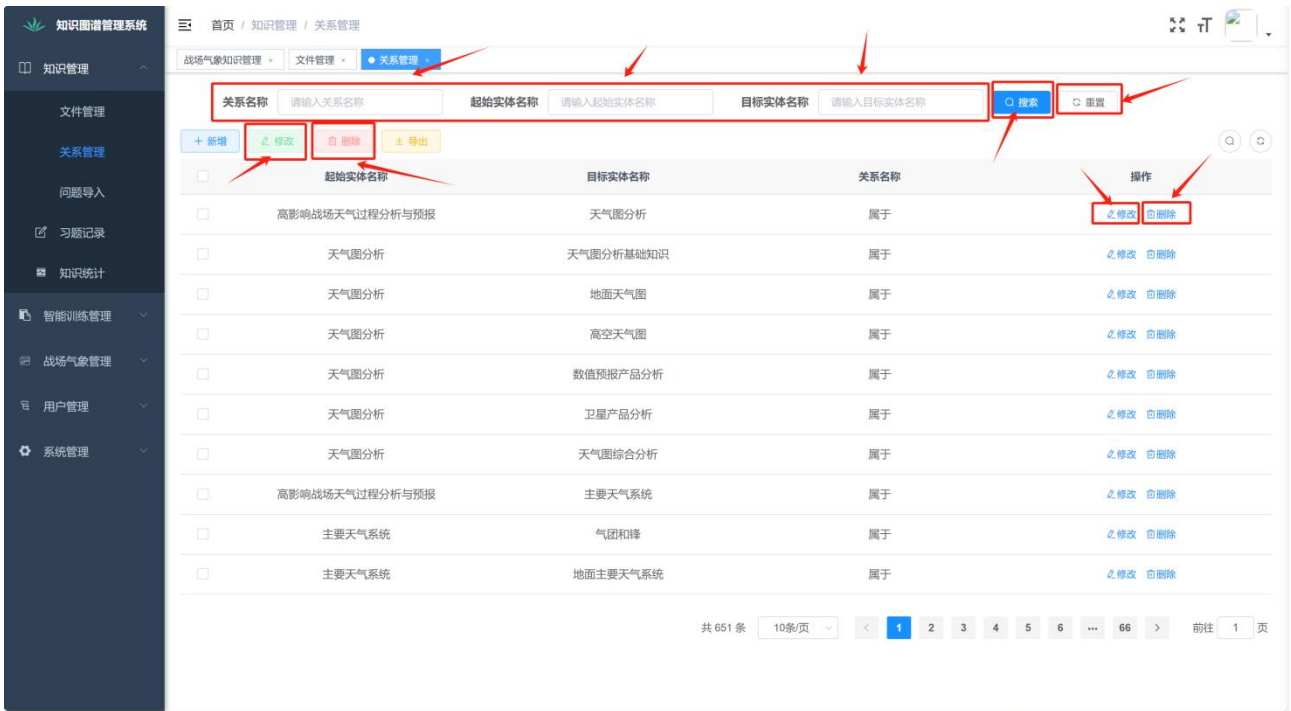 知识图谱管理系统
首页 / 知识管理 / 关系管理
战场气象知识管理 × 文件管理 × 关系管理 ×
知识管理
文件管理
关系管理
问题导入
习题记录
知识统计
智能训练管理
战场气象管理
用户管理
系统管理
关系名称 请输入关系名称 起始实体名称 请输入起始实体名称 目标实体名称 请输入目标实体名称 搜索 重置
+ 新增 修改 删除 导出
起始实体名称 目标实体名称 关系名称 操作
高影响战场天气过程分析与预报 天气图分析 属于 修改 删除
天气图分析 天气图分析基础知识 属于 修改 删除
天气图分析 地面天气图 属于 修改 删除
天气图分析 高空天气图 属于 修改 删除
天气图分析 数值预报产品分析 属于 修改 删除
天气图分析 卫星产品分析 属于 修改 删除
天气图分析 天气图综合分析 属于 修改 删除
高影响战场天气过程分析与预报 主要天气系统 属于 修改 删除
主要天气系统 气团和锋 属于 修改 删除
主要天气系统 地面主要天气系统 属于 修改 删除
共 651 条 10条/页 < 1 2 3 4 5 6 ••• 66 > 前往 1 页